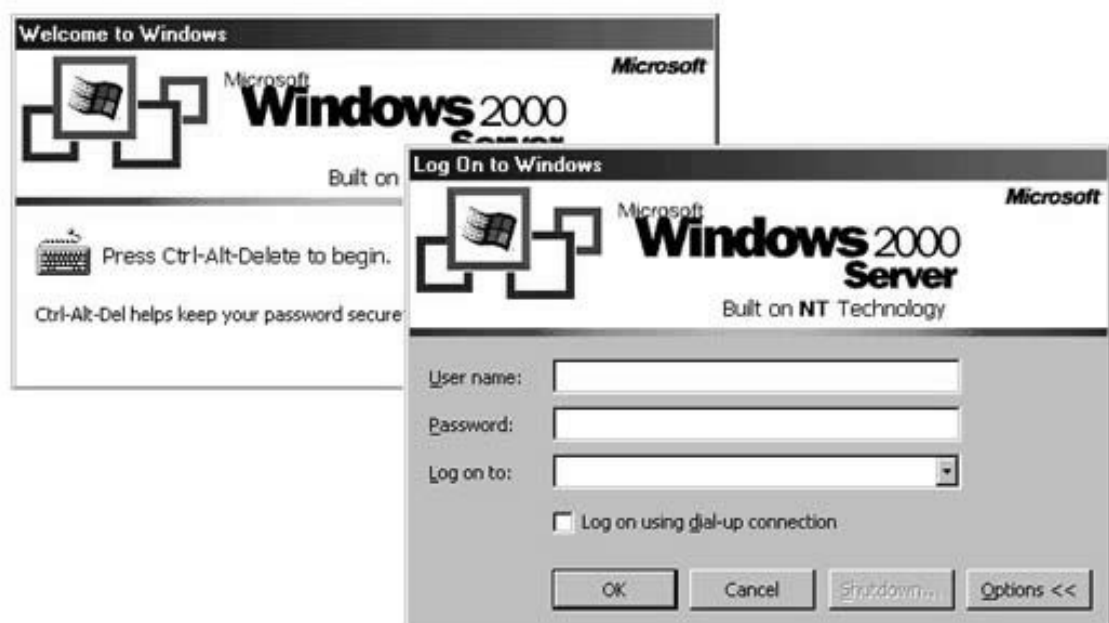 Welcome to Windows
Microsoft
Microsoft
Windows 2000
Server
Built on
Press Ctrl-Alt-Delete to begin.
Ctrl-Alt-Del helps keep your password secure
Log On to Windows
Microsoft
Microsoft
Windows 2000
Server
Built on NT Technology
User name:
Password:
Log on to:
Log on using dial-up connection
OK Cancel Shutdown... Options <<